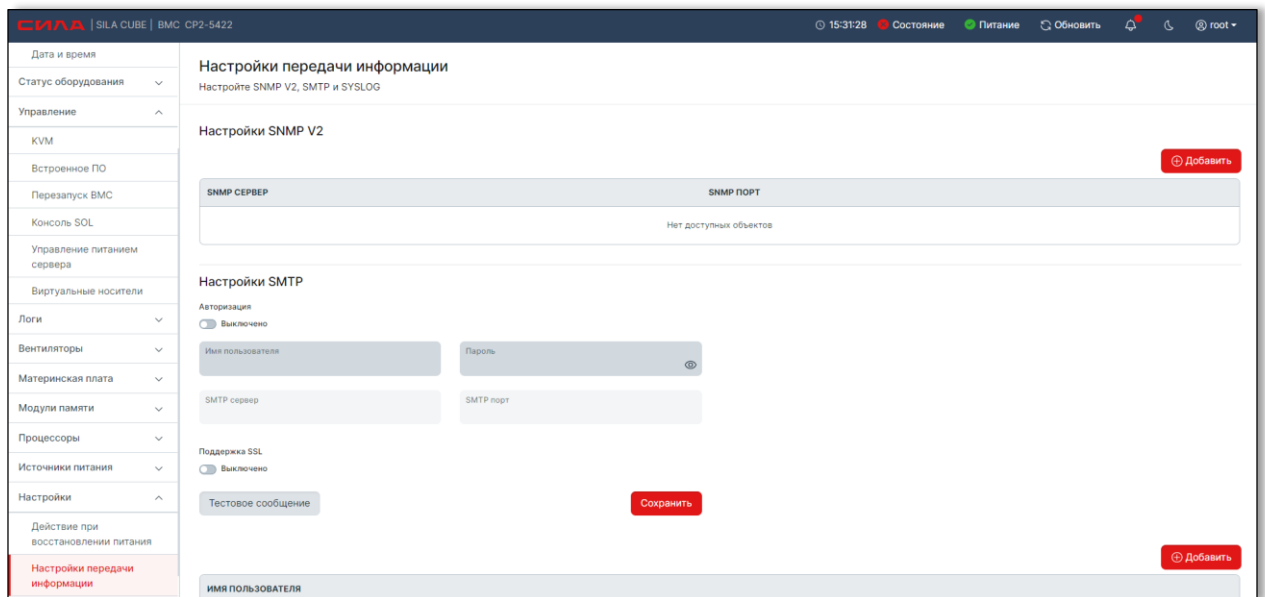 СИЛА | SILA CUBE | BMC CP2-5422
15:31:28 Состояние Питание Обновить root
Дата и время
Статус оборудования
Управление
KVM
Встроенное ПО
Перезапуск BMC
Консоль SOL
Управление питанием
сервера
Виртуальные носители
Логи
Вентиляторы
Материнская плата
Модули памяти
Процессоры
Источники питания
Настройки
Действие при
восстановлении питания
Настройки передачи
информации
Настройки передачи информации
Настройте SNMP V2, SMTP и SYSLOG
Настройки SNMP V2
Добавить
SNMP СЕРВЕР SNMP ПОРТ
Нет доступных объектов
Настройки SMTP
Авторизация
Выключено
Имя пользователя Пароль
SMTP сервер SMTP порт
Поддержка SSL
Выключено
Тестовое сообщение Сохранить
Добавить
ИМЯ ПОЛЬЗОВАТЕЛЯ